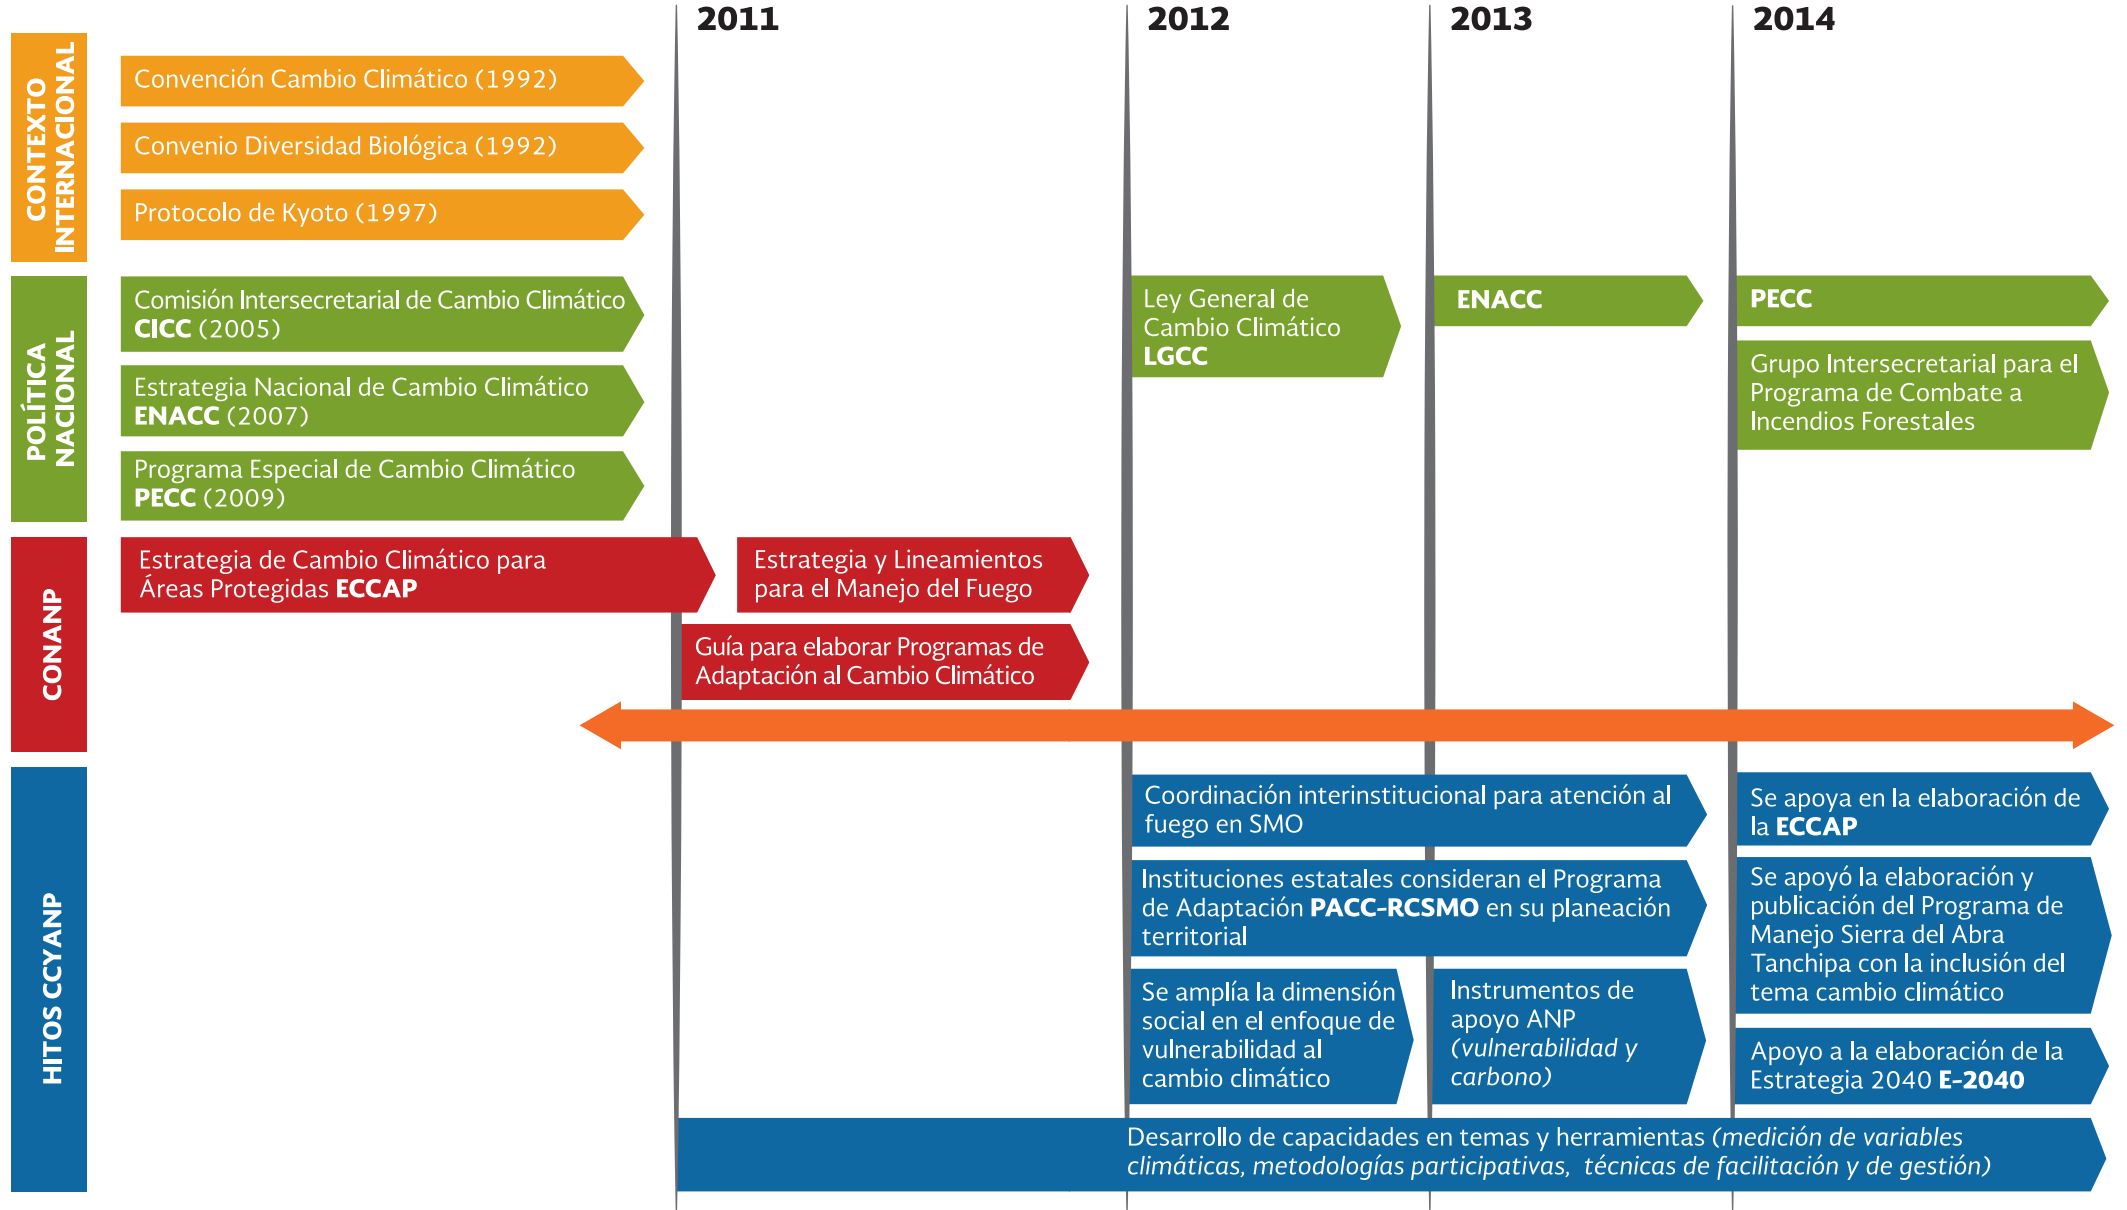 2011
2012
2013
2014
CONTEXTO
INTERNACIONAL
Convención Cambio Climático (1992)
Convenio Diversidad Biológica (1992)
Protocolo de Kyoto (1997)
POLÍTICA
NACIONAL
Comisión Intersecretarial de Cambio Climático
CICC (2005)
Estrategia Nacional de Cambio Climático
ENACC (2007)
Programa Especial de Cambio Climático
PECC (2009)
Ley General de
Cambio Climático
LGCC
ENACC
PECC
Grupo Intersecretarial para el
Programa de Combate a
Incendios Forestales
CONANP
Estrategia de Cambio Climático para
Áreas Protegidas ECCAP
Estrategia y Lineamientos
para el Manejo del Fuego
Guía para elaborar Programas de
Adaptación al Cambio Climático
HITOS CCYANP
Coordinación interinstitucional para atención al
fuego en SMO
Instituciones estatales consideran el Programa
de Adaptación PACC-RCSMO en su planeación
territorial
Se amplía la dimensión
social en el enfoque de
vulnerabilidad al
cambio climático
Instrumentos de
apoyo ANP
(vulnerabilidad y
carbono)
Se apoya en la elaboración de
la ECCAP
Se apoyó la elaboración y
publicación del Programa de
Manejo Sierra del Abra
Tanchipa con la inclusión del
tema cambio climático
Apoyo a la elaboración de la
Estrategia 2040 E-2040
Desarrollo de capacidades en temas y herramientas (medición de variables
climáticas, metodologías participativas, técnicas de facilitación y de gestión)